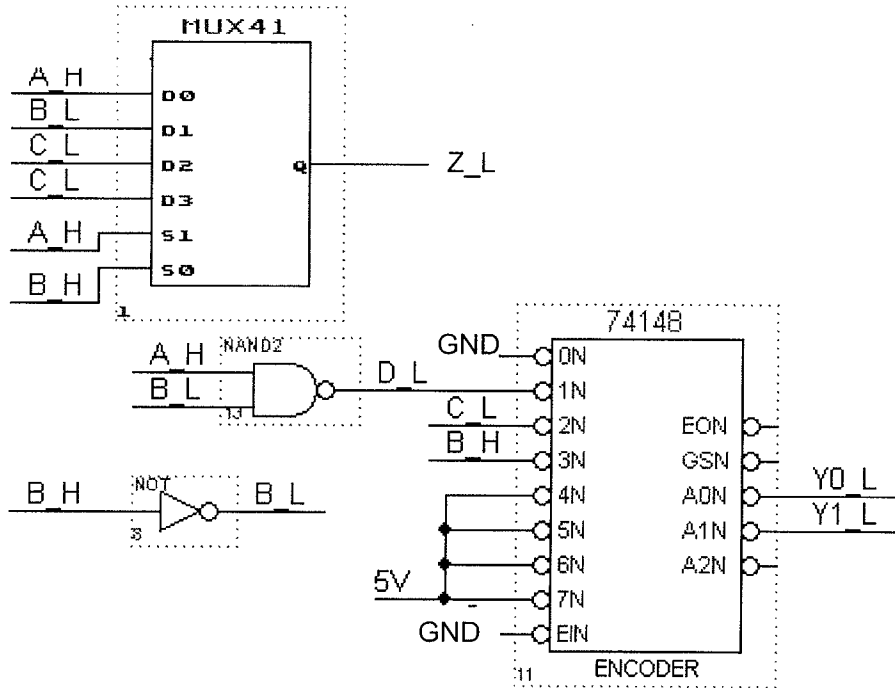 MUX41
A_H
D0
B_L
D1
C_L
D2
Q
Z_L
C_L
D3
A_H
S1
B_H
S0
1
74148
GND
0N
A_H
NAND2
B_L
13
D_L
1N
C_L
2N
EON
B_H
3N
GSN
B_H
NOT
B_L
8
4N
A0N
Y0_L
5N
A1N
Y1_L
6N
A2N
5V
7N
GND
EIN
11
ENCODER